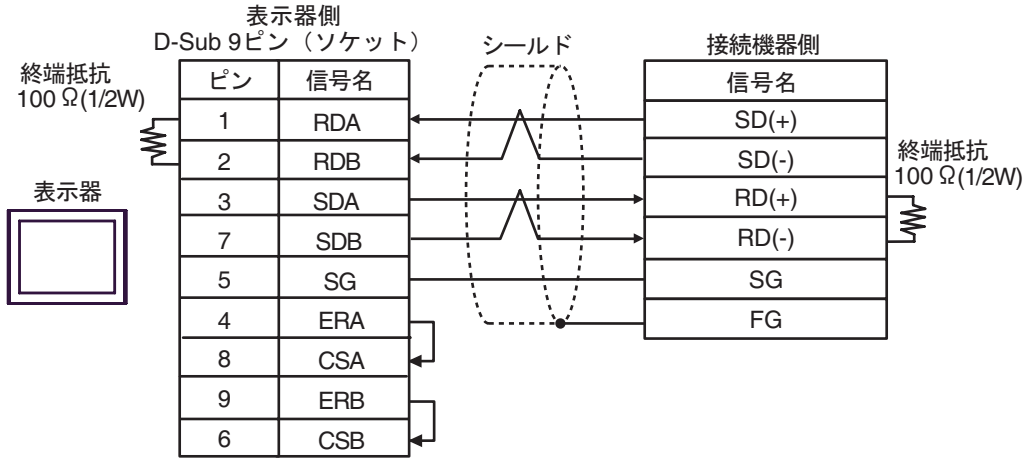 表示器側
D-Sub 9ピン（ソケット）
シールド
接続機器側
終端抵抗
100 Ω(1/2W)
ピン 信号名
信号名
1 RDA
SD(+)
2 RDB
SD(-)
終端抵抗
100 Ω(1/2W)
表示器
3 SDA
RD(+)
7 SDB
RD(-)
5 SG
SG
4 ERA
FG
8 CSA
9 ERB
6 CSB